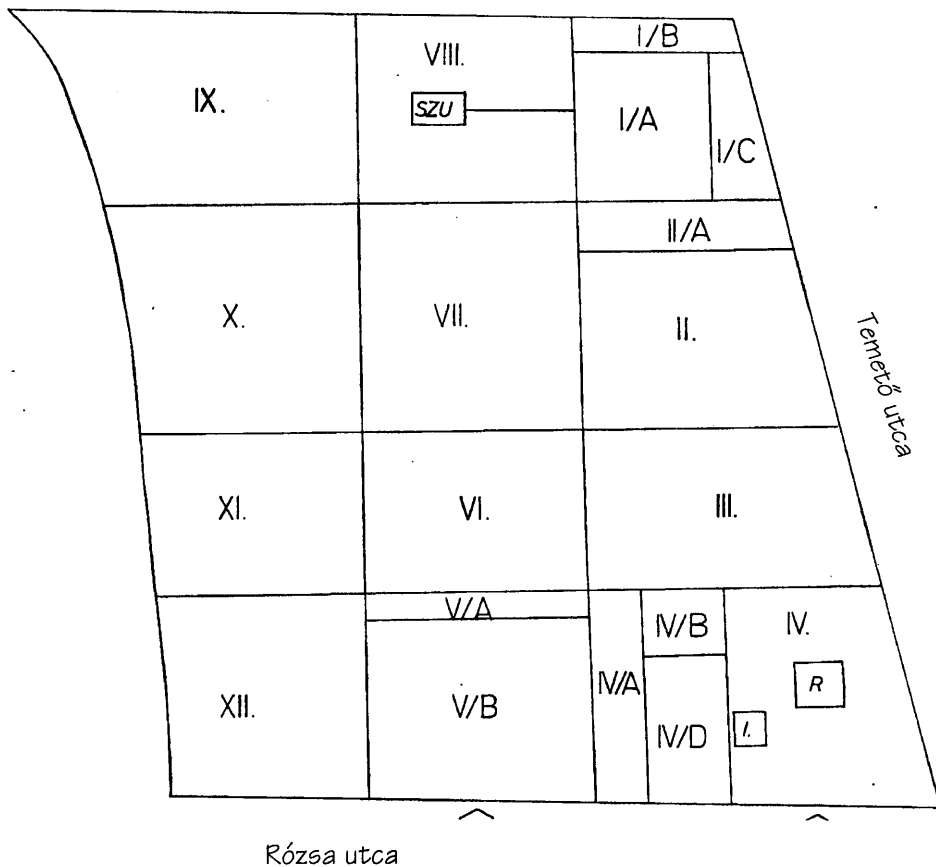 I/B
VIII.
IX.
SZU
I/A
I/C
II/A
X.
VII.
II.
Temető utca
XI.
VI.
III.
V/A
IV/B
IV.
IV/A
R
XII.
V/B
IV/D
I.
Rózsa utca